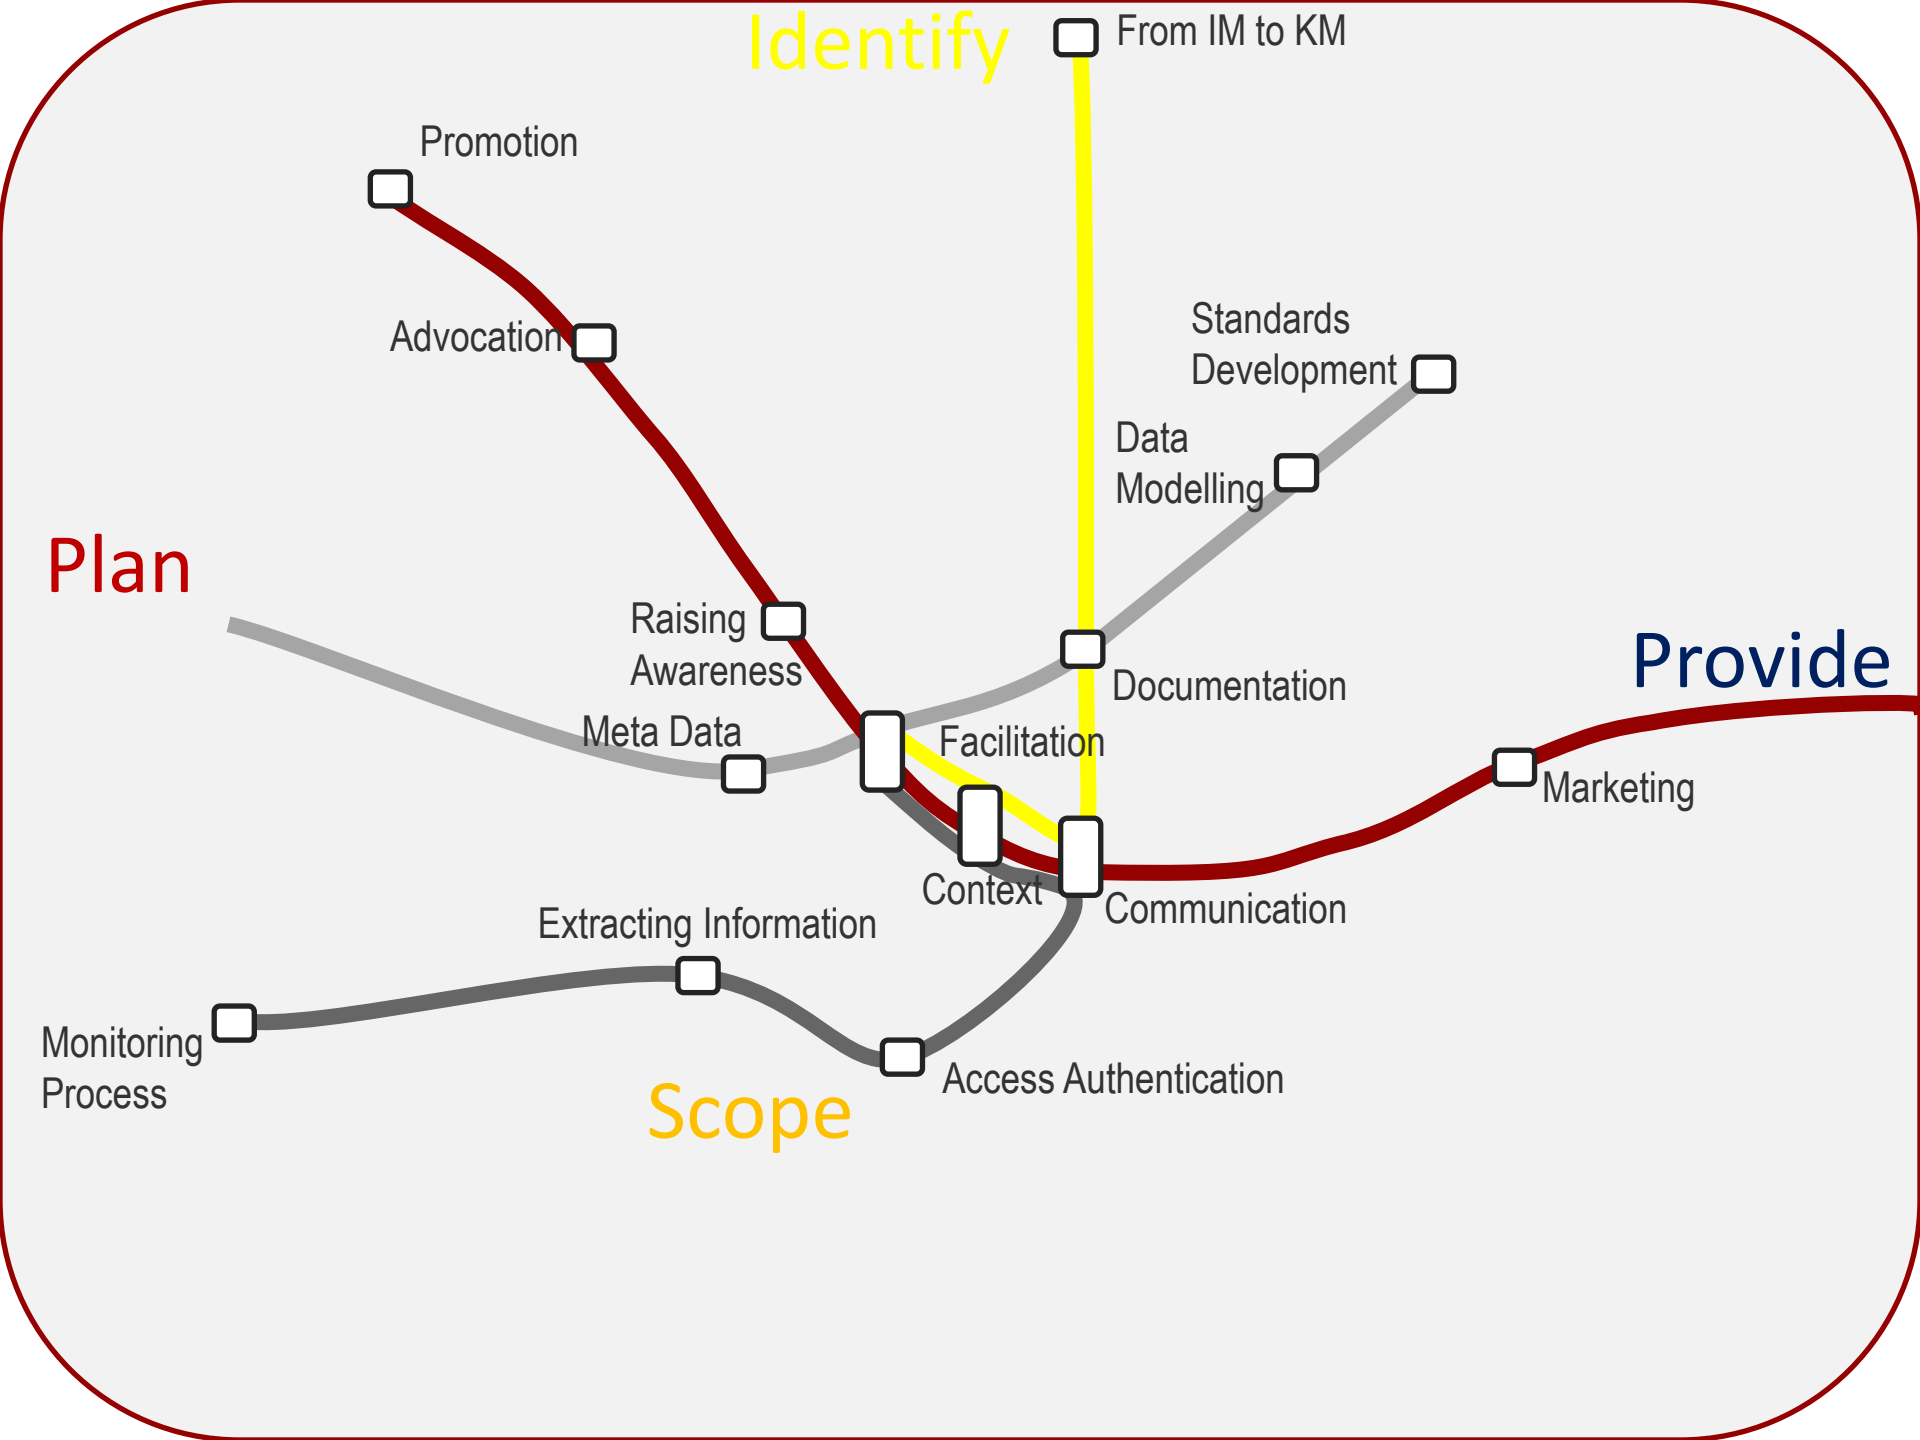 Identify
From IM to KM
Promotion
Advocation
Standards
Development
Data
Modelling
Plan
Raising
Awareness
Provide
Documentation
Meta Data
Facilitation
Marketing
Context
Communication
Extracting Information
Monitoring
Process
Access Authentication
Scope